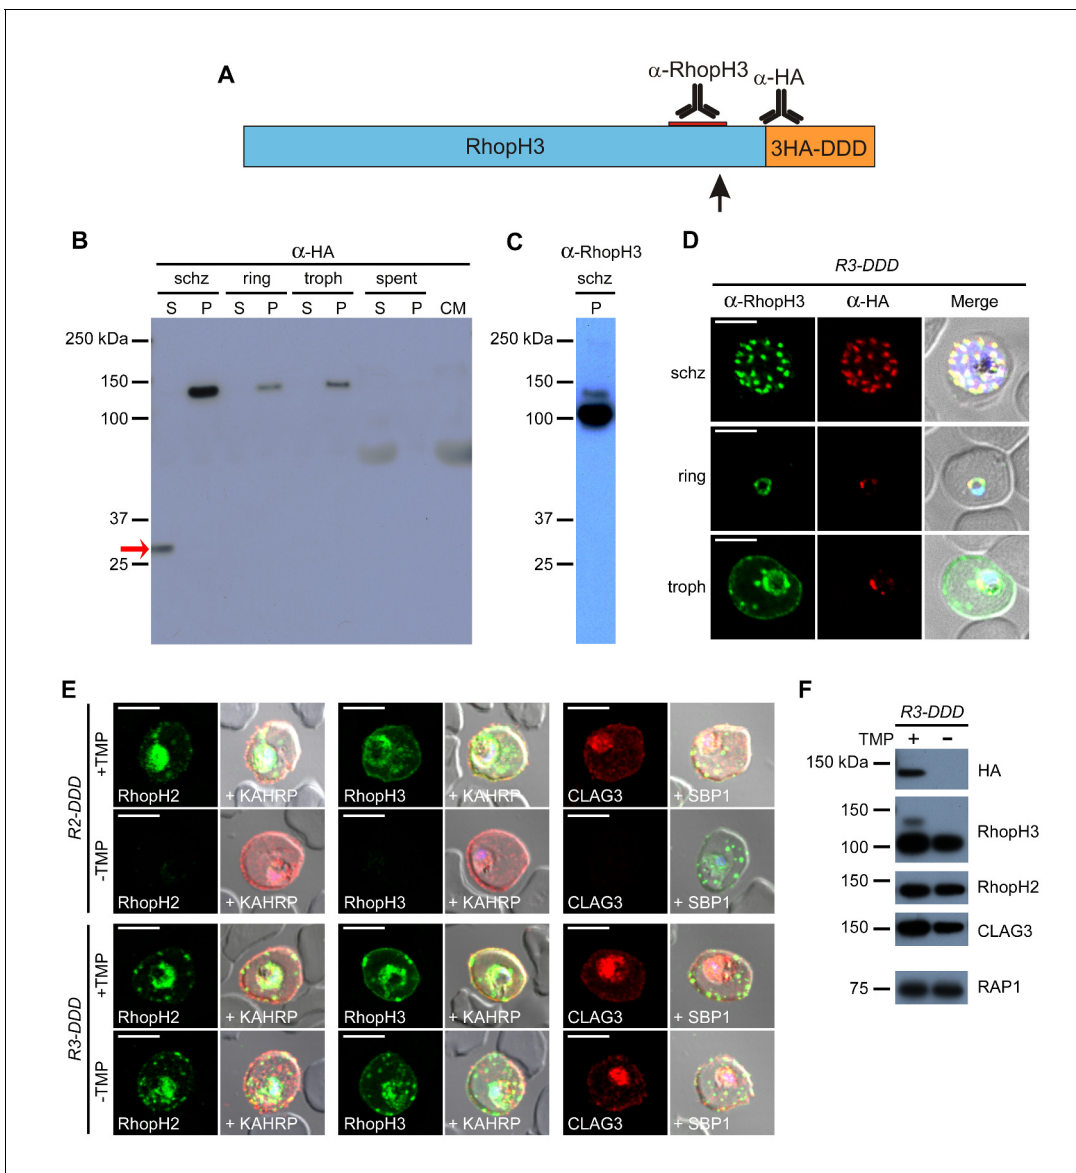 A
α-RhopH3 α-HA
RhopH3
3HA-DDD
B
α-HA
schz ring troph spent
S P S P S P S P CM
250 kDa
150
100
37
25
C
α-RhopH3
schz
P
250
150
100
37
25
D
R3-DDD
α-RhopH3 α-HA Merge
schz
ring
troph
E
R2-DDD
+TMP
RhopH2 + KAHRP RhopH3 + KAHRP CLAG3 + SBP1
-TMP
RhopH2 + KAHRP RhopH3 + KAHRP CLAG3 + SBP1
R3-DDD
+TMP
RhopH2 + KAHRP RhopH3 + KAHRP CLAG3 + SBP1
-TMP
RhopH2 + KAHRP RhopH3 + KAHRP CLAG3 + SBP1
F
R3-DDD
TMP + −
150 kDa
HA
150
RhopH3
100
150
RhopH2
150
CLAG3
75
RAP1